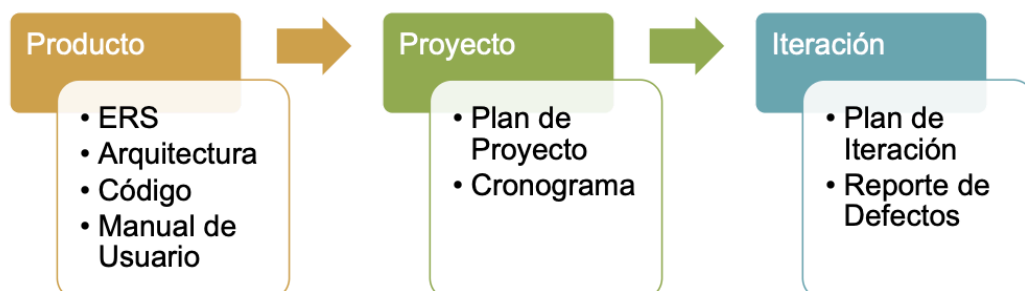 Producto
• ERS
• Arquitectura
• Código
• Manual de
Usuario
Proyecto
• Plan de
Proyecto
• Cronograma
Iteración
• Plan de
Iteración
• Reporte de
Defectos